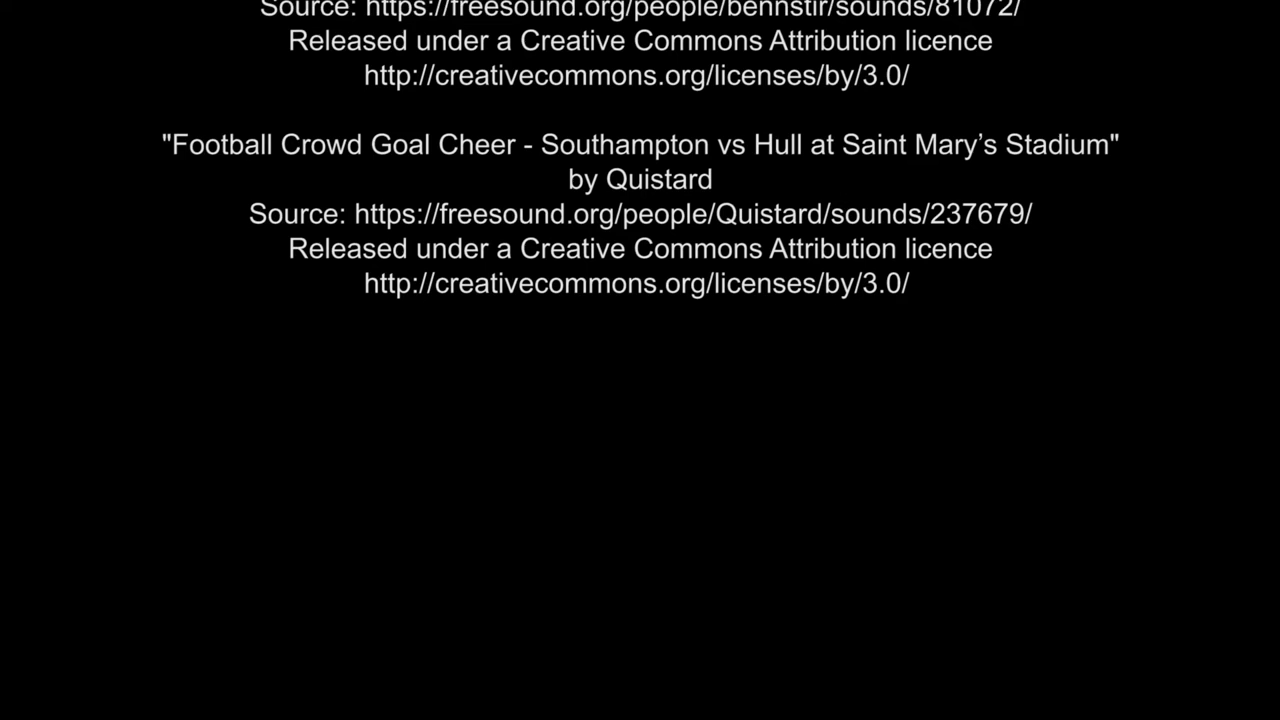 Source: https://freesound.org/people/bennstir/sounds/81072/
Released under a Creative Commons Attribution licence
http://creativecommons.org/licenses/by/3.0/
"Football Crowd Goal Cheer - Southampton vs Hull at Saint Mary’s Stadium"
by Quistard
Source: https://freesound.org/people/Quistard/sounds/237679/
Released under a Creative Commons Attribution licence
http://creativecommons.org/licenses/by/3.0/